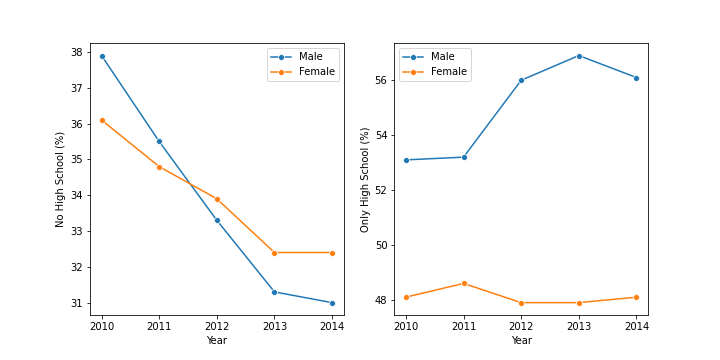 No High School (%)
38
37
36
35
34
33
32
31
2010 2011 2012 2013 2014
Year
Male
Female
Only High School (%)
56
54
52
50
48
2010 2011 2012 2013 2014
Year
Male
Female